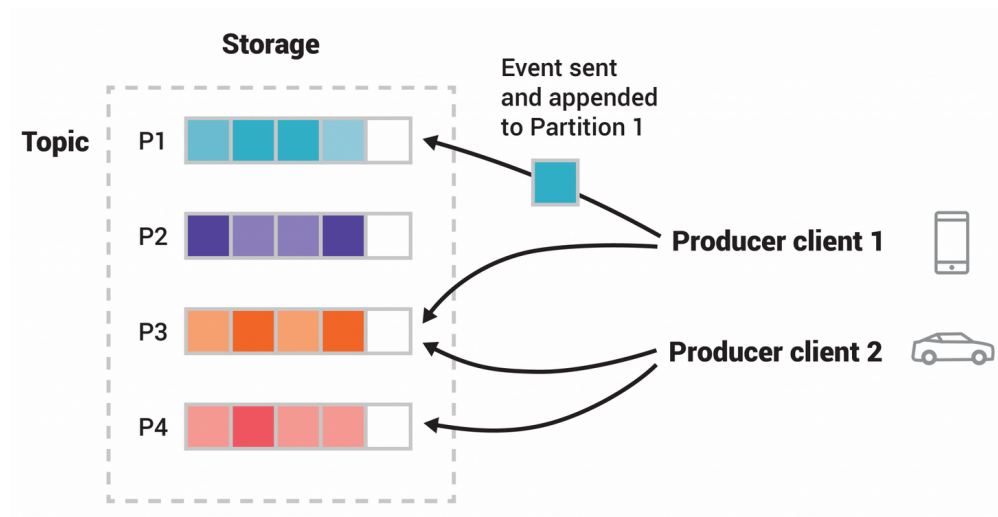 Storage
Event sent
and appended
to Partition 1
Topic
P1
P2
Producer client 1
P3
Producer client 2
P4